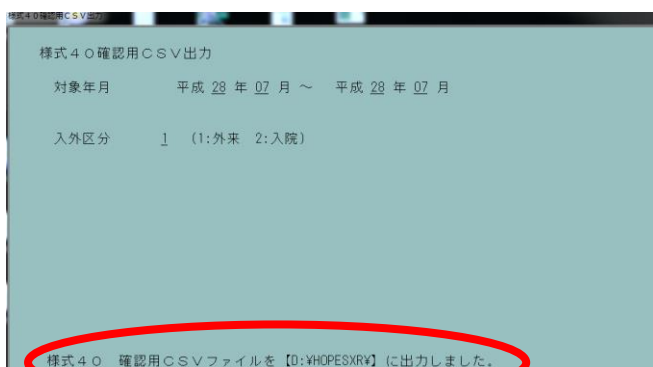 様式４０確認用ＣＳＶ出力
様式４０確認用ＣＳＶ出力
対象年月 平成 28 年 07 月 ～ 平成 28 年 07 月
入外区分 1 (1:外来 2:入院)
様式４０ 確認用ＣＳＶファイルを【D:¥HOPESXR¥】に出力しました。